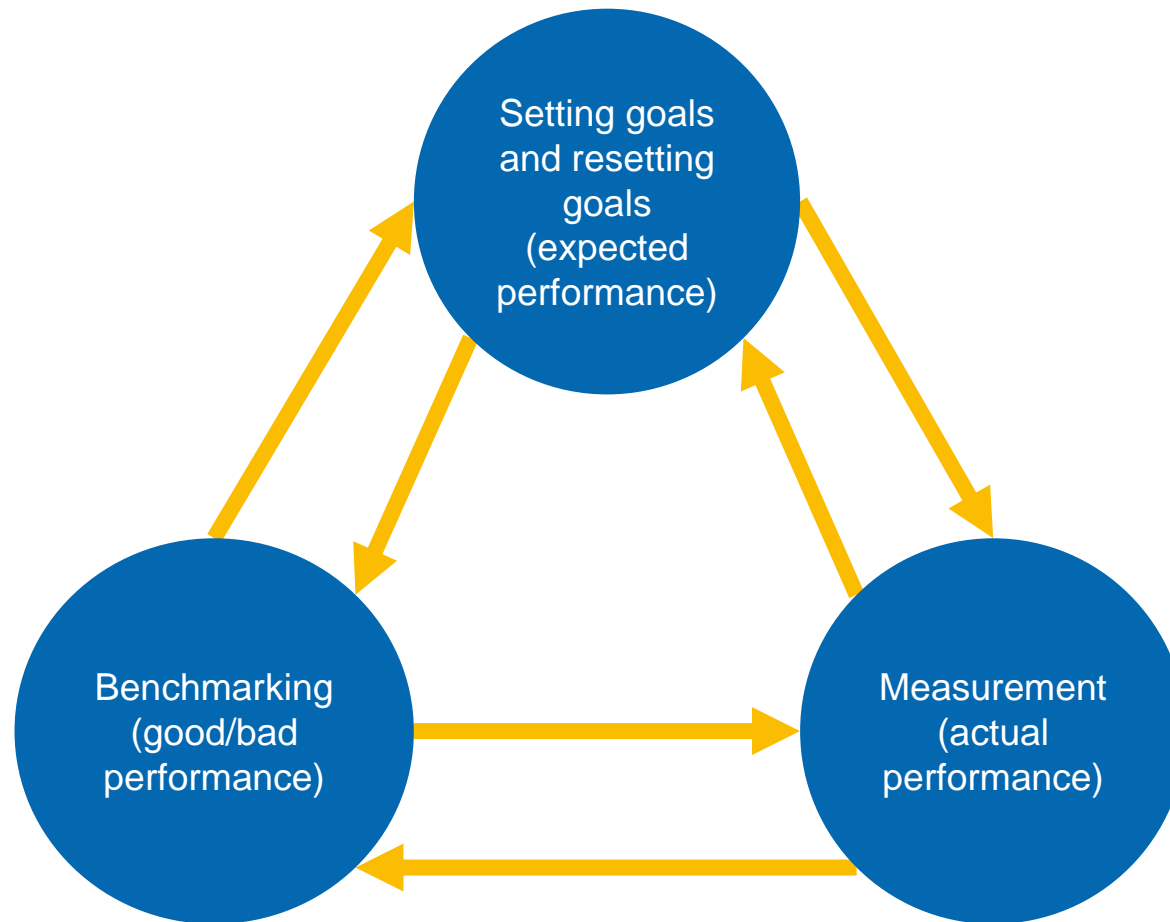 Setting goals
and resetting
goals
(expected
performance)
Benchmarking
(good/bad
performance)
Measurement
(actual
performance)